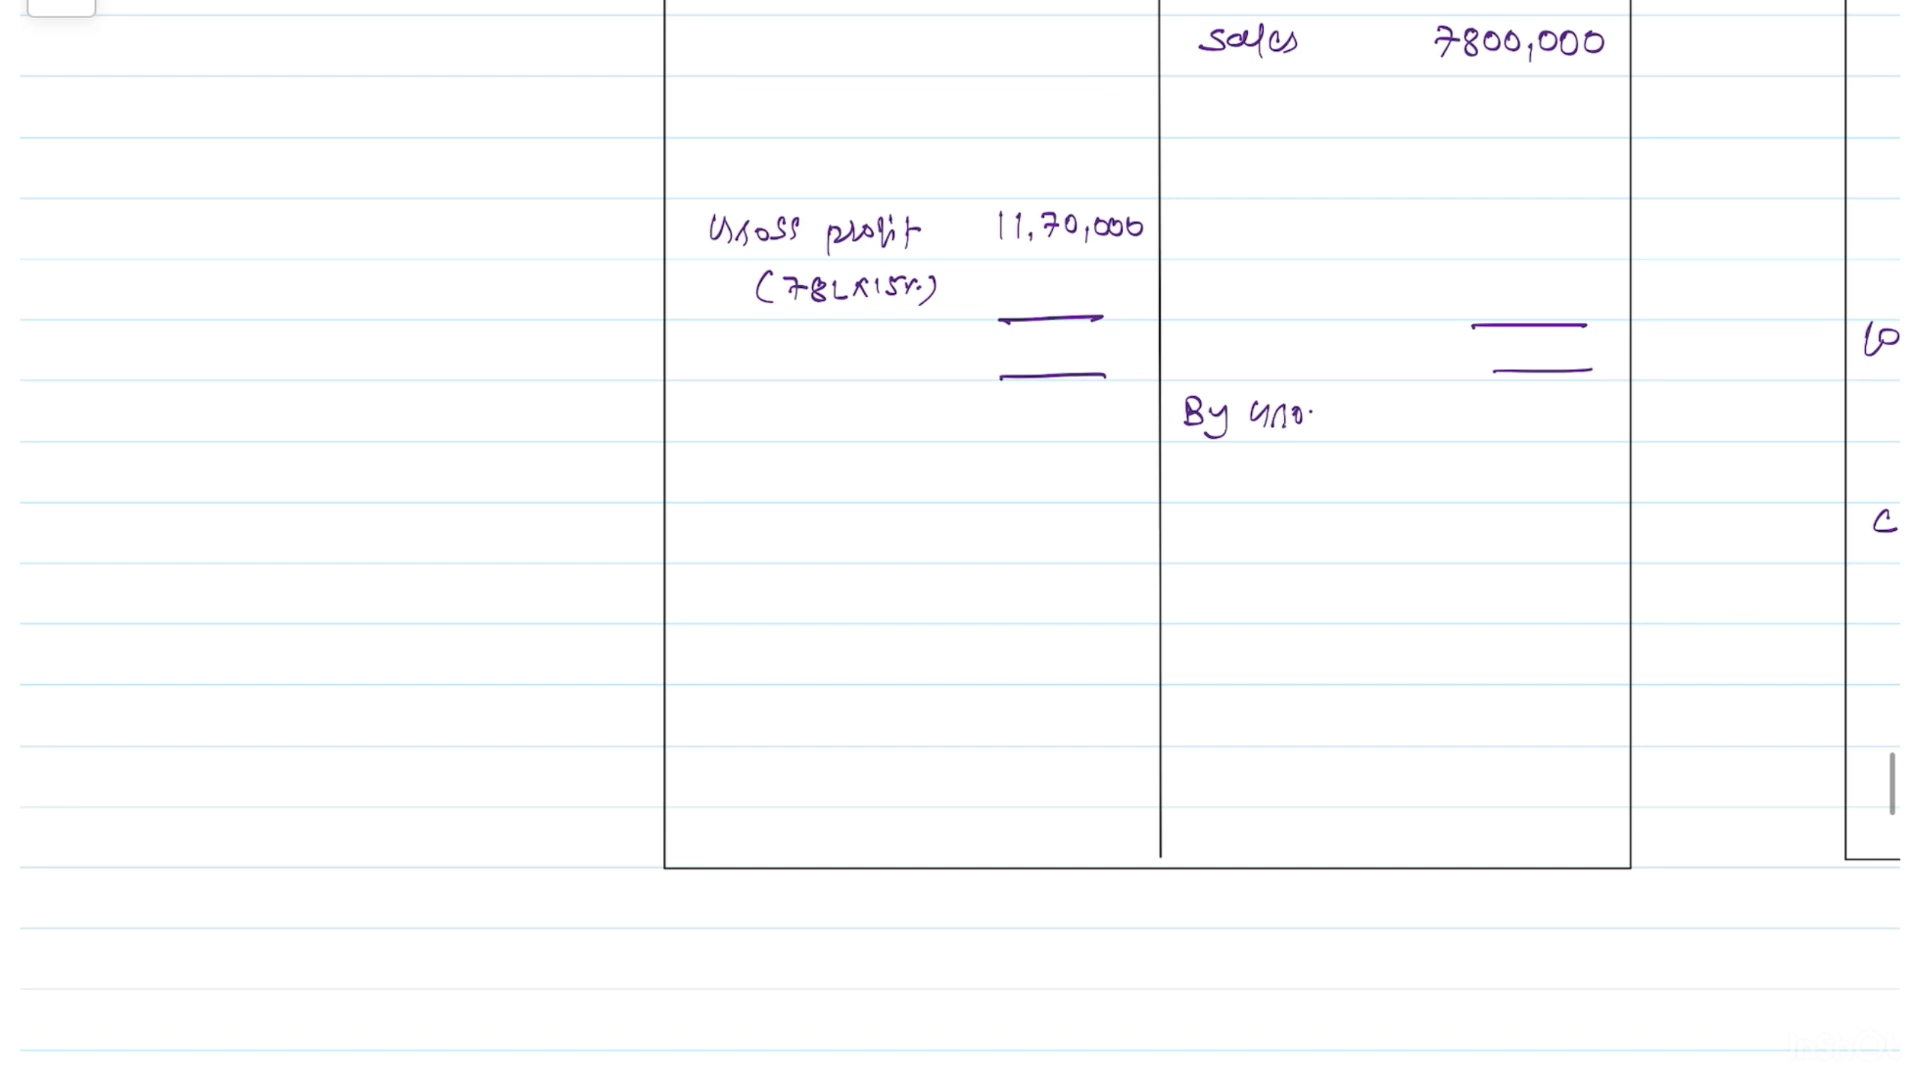 Sales 7800,000
Gross profit 11,70,000
(78L×15%)
By Gro.
C